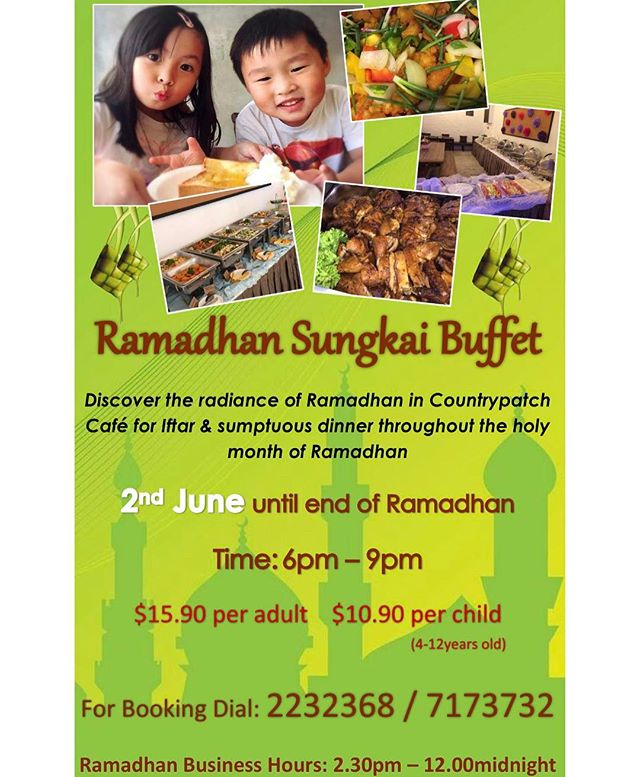 Ramadhan Sungkai Buffet
Discover the radiance of Ramadhan in Countrypatch
Café for Iftar & sumptuous dinner throughout the holy
month of Ramadhan
2nd June until end of Ramadhan
Time: 6pm – 9pm
$15.90 per adult $10.90 per child
(4-12years old)
For Booking Dial: 2232368 / 7173732
Ramadhan Business Hours: 2.30pm – 12.00midnight